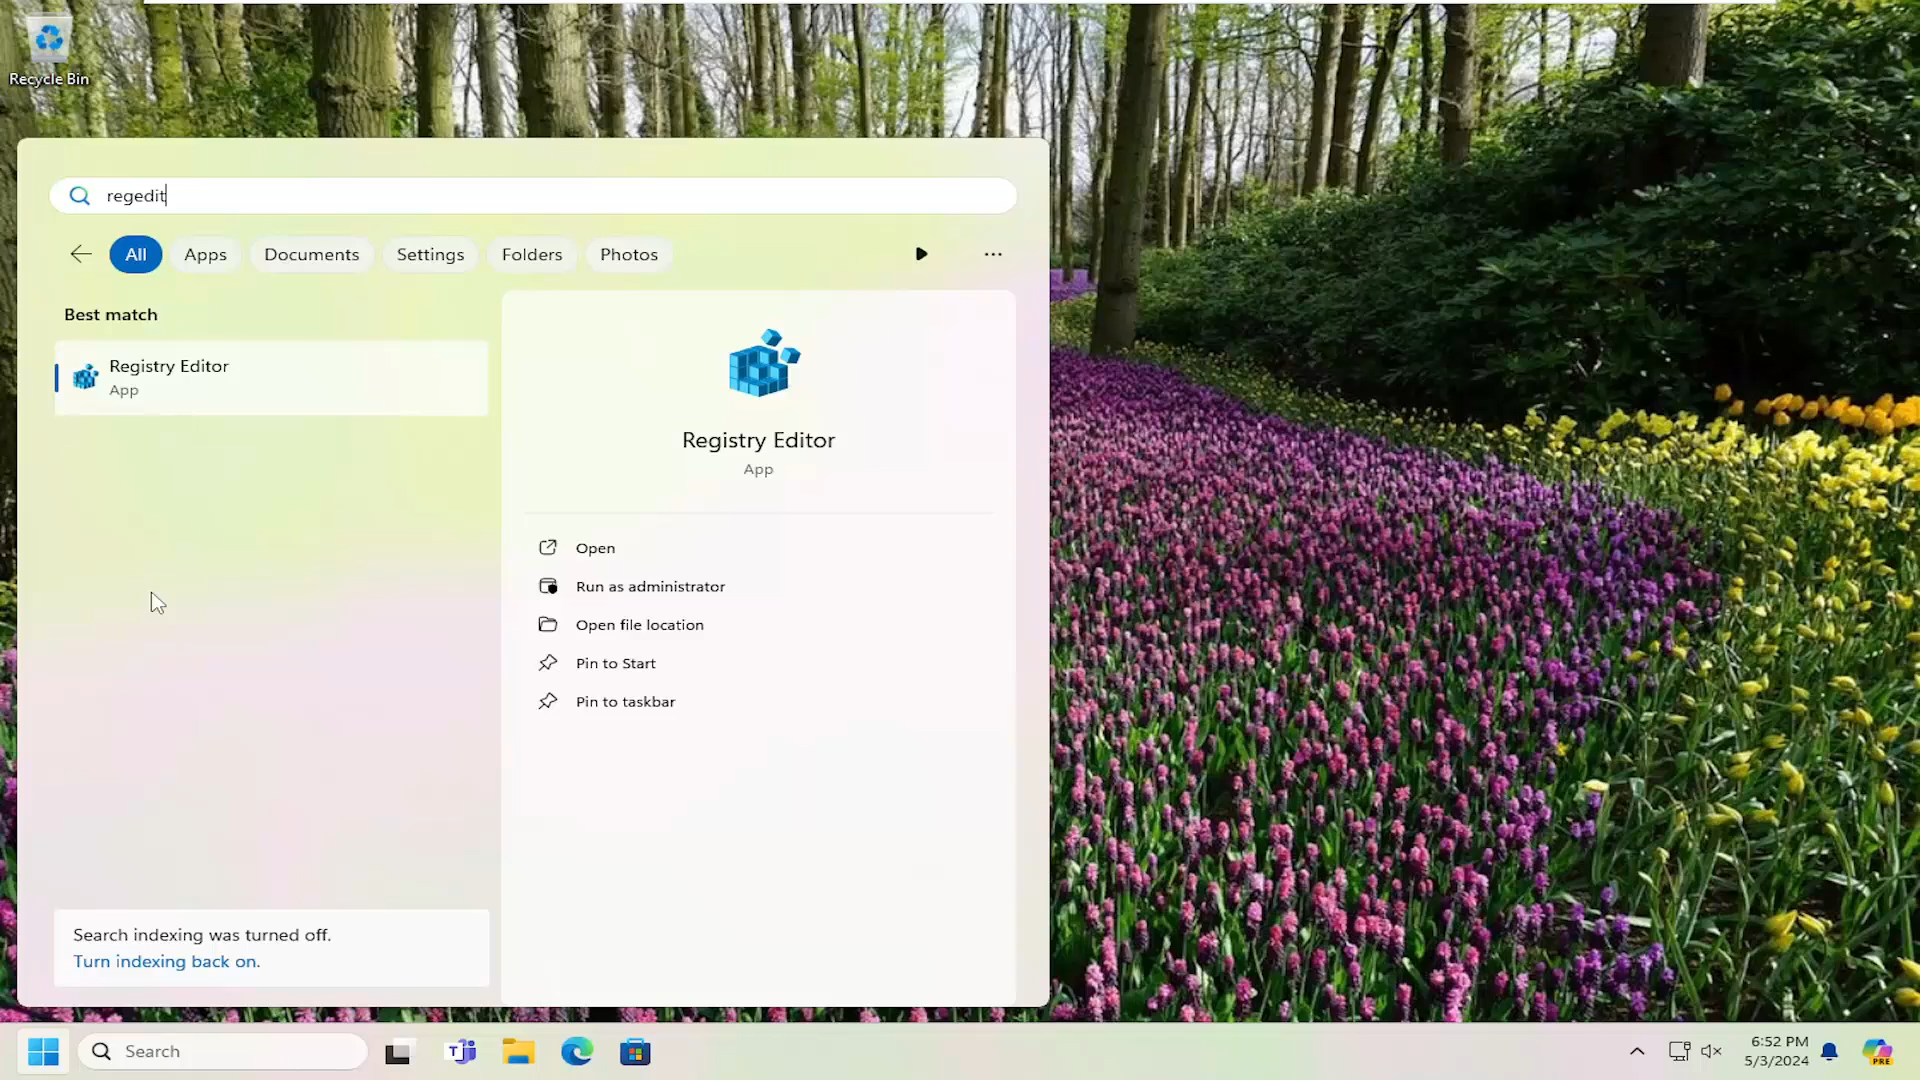 Recycle Bin
regedit
All Apps Documents Settings Folders Photos
Best match
Registry Editor
App
Registry Editor
App
Open
Run as administrator
Open file location
Pin to Start
Pin to taskbar
Search indexing was turned off.
Turn indexing back on.
Search
6:52 PM
5/3/2024
PRE